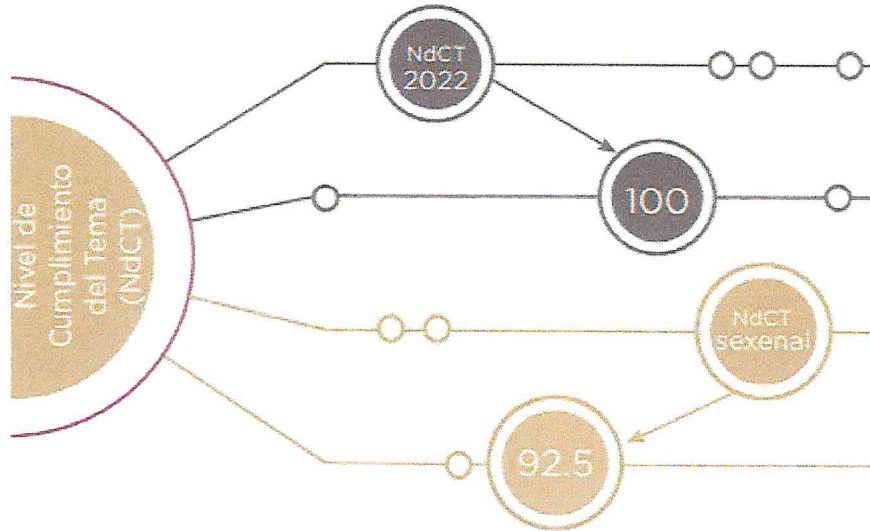 Nivel de
Cumplimiento
del Tema
(NdCT)
NdCT
2022
100
NdCT
sexenal
92.5